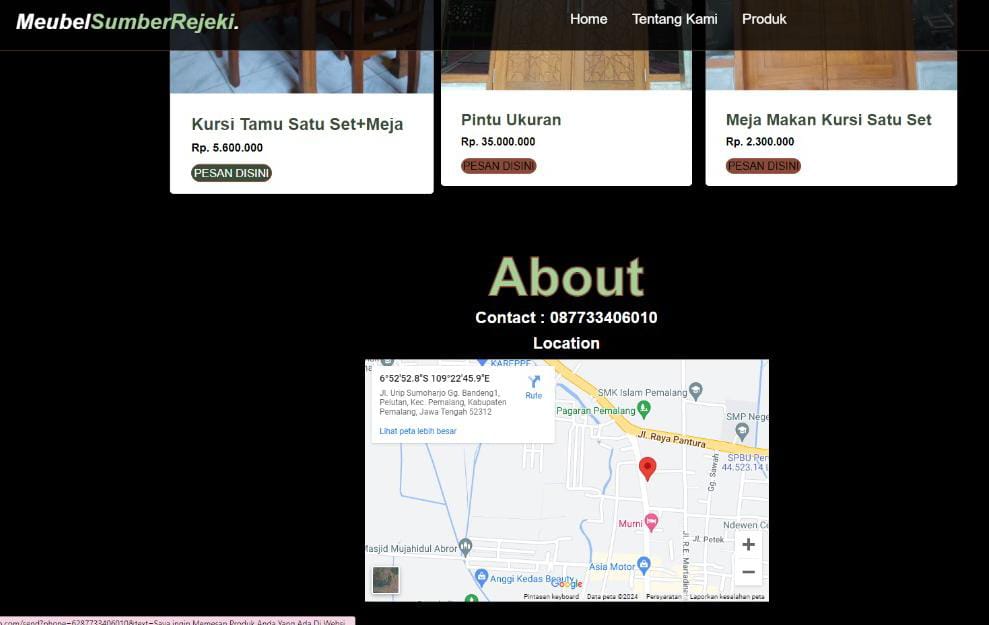 MeubelSumberRejeki.
Home Tentang Kami Produk
Kursi Tamu Satu Set+Meja
Rp. 5.600.000
PESAN DISINI
Pintu Ukuran
Rp. 35.000.000
PESAN DISINI
Meja Makan Kursi Satu Set
Rp. 2.300.000
PESAN DISINI
About
Contact : 087733406010
Location
KAREPPE
6°52'52.8"S 109°22'45.9"E
Jl. Urip Sumoharjo Gg. Bandeng1,
Pelutan, Kec. Pemalang, Kabupaten
Pemalang, Jawa Tengah 52312
Rute
Lihat peta lebih besar
SMK Islam Pemalang
Pagaran Pemalang
SMP Nege
Jl. Raya Pantura
SPBU Per
44.523.14
Gg. Sawah
Murni
Ndewen Ce
Jl. Petek
Jl. R.E. Martadina
Masjid Mujahidul Abror
Asia Motor
Anggi Kedas Beauty
Google
Pintasan keyboard Data peta ©2024 Persyaratan Laporkan kesalahan peta
.com/send?phone=6287733406010&text=Saya ingin Memesan Produk Anda Yang Ada Di Websi...